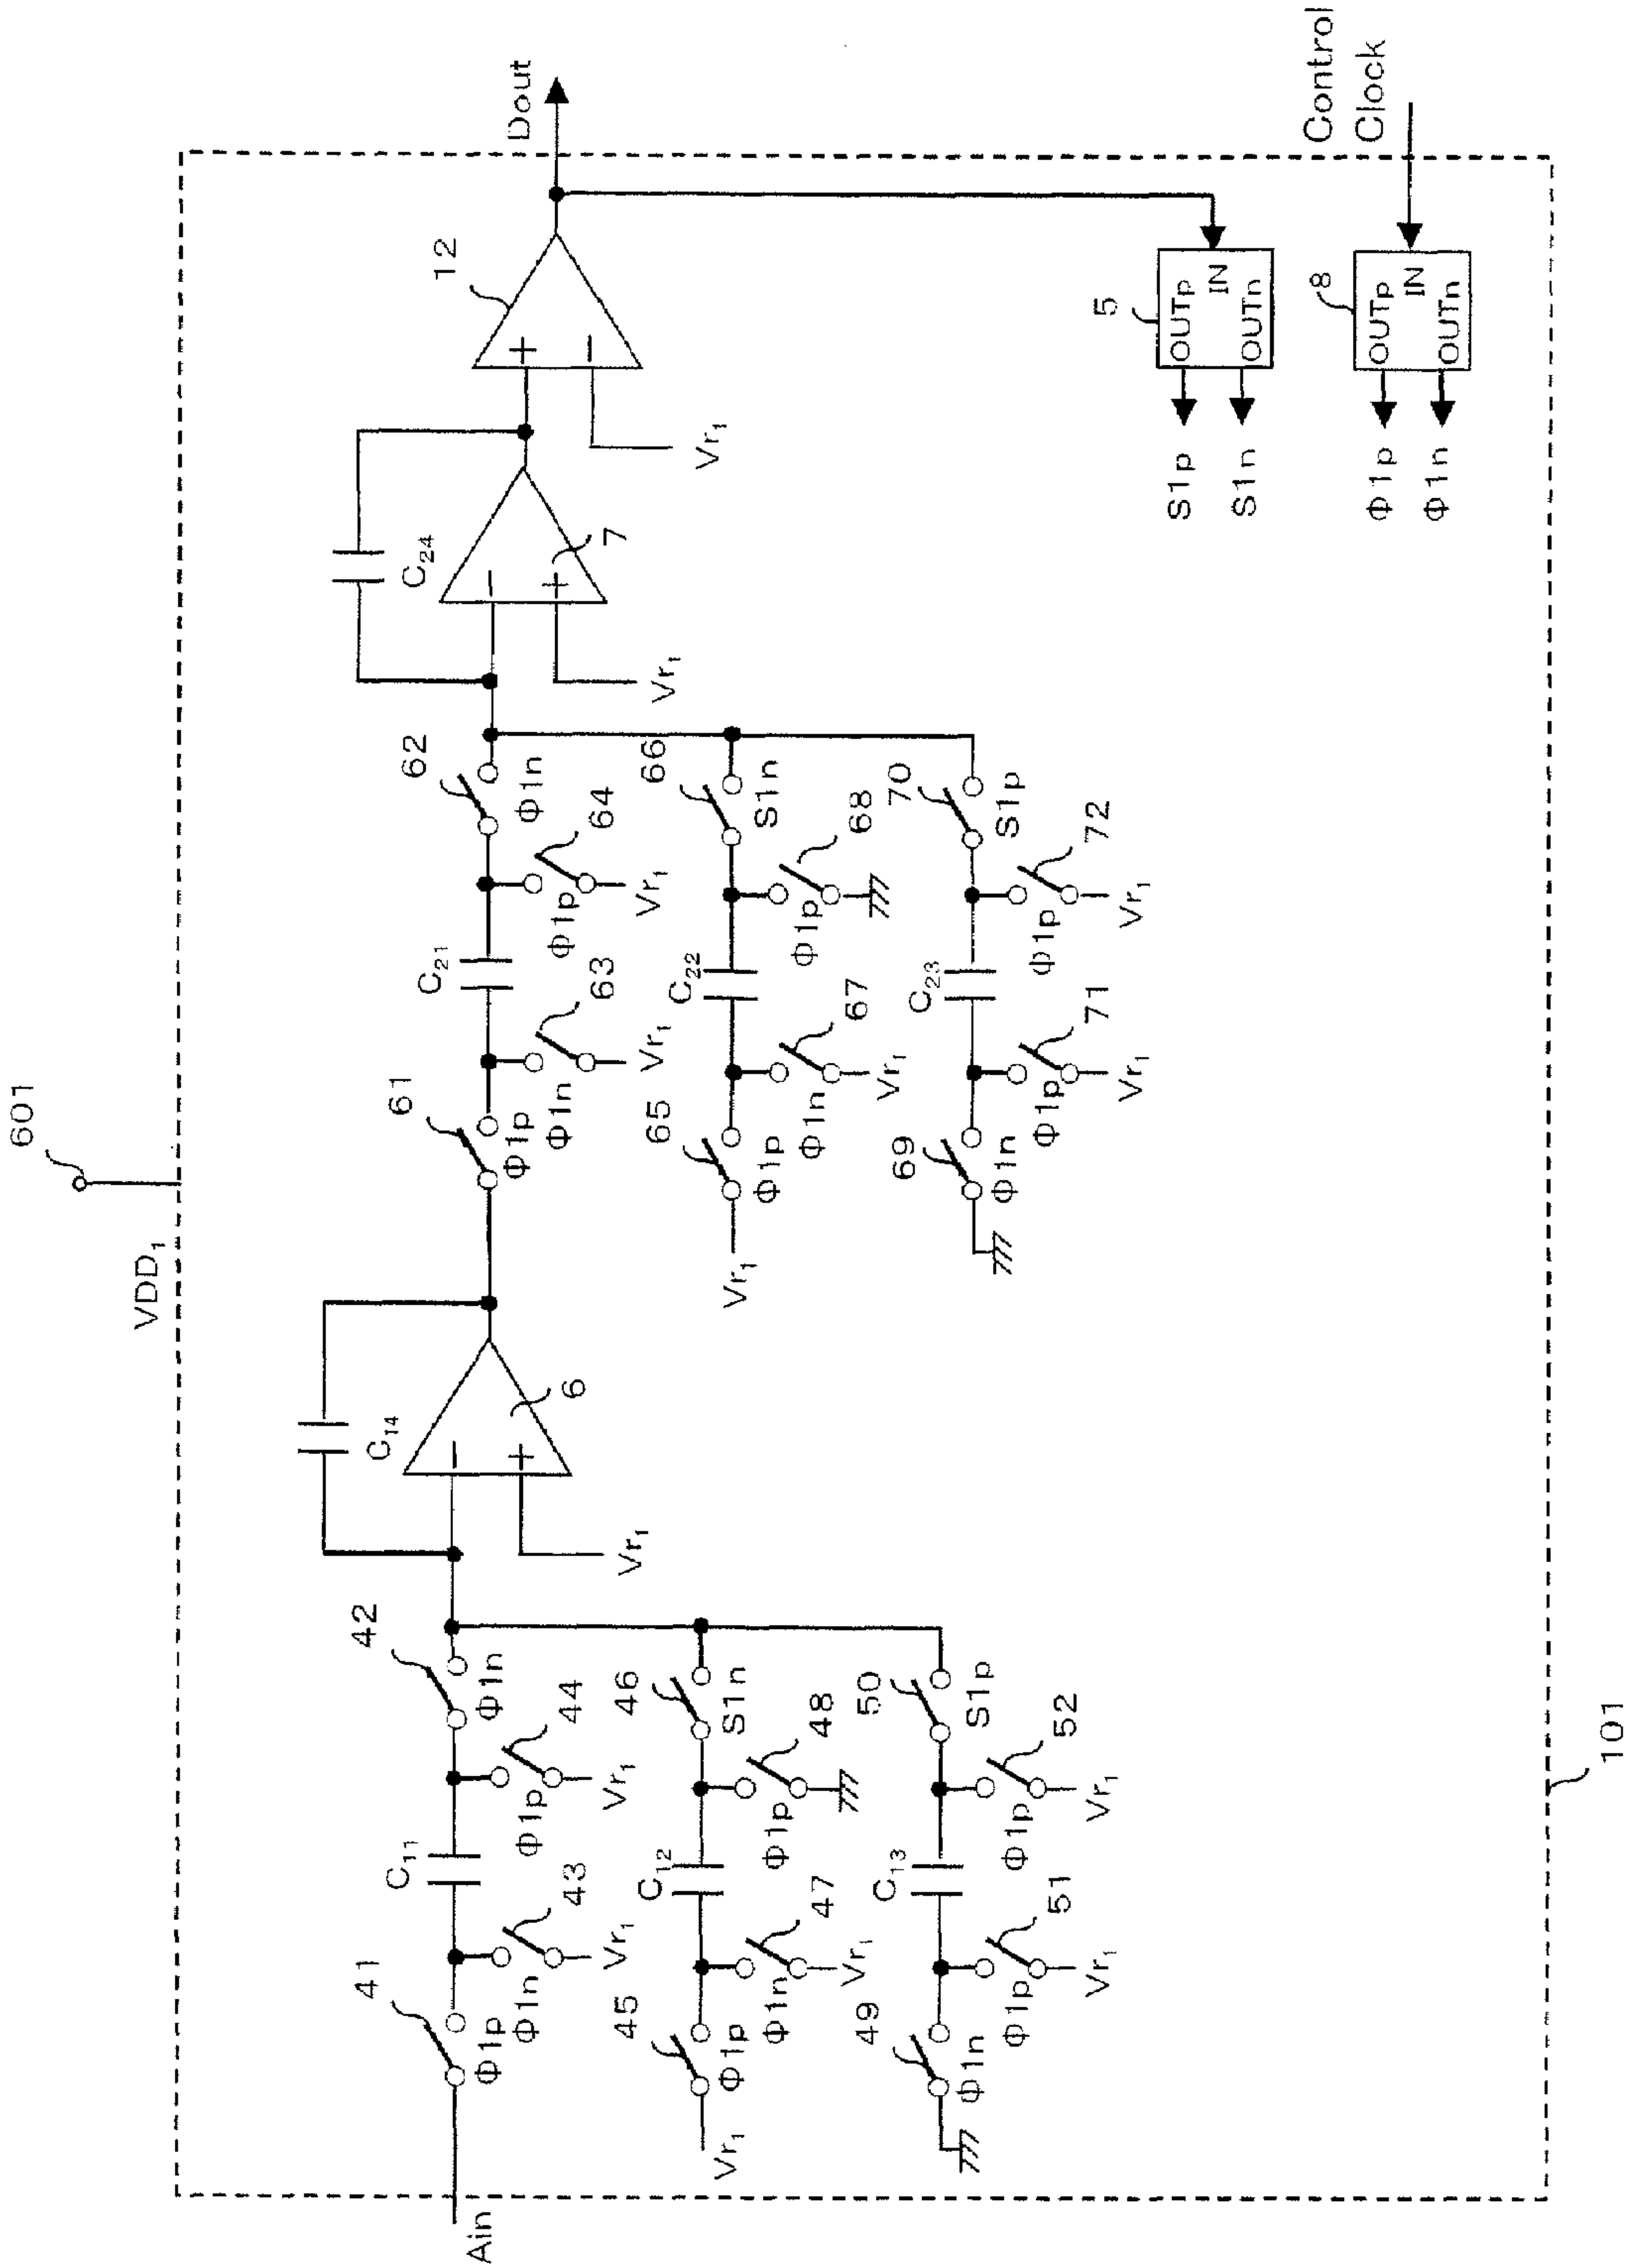 601
VDD₁
Ain
41
Φ1p
43
Φ1n
Vr₁
C₁₁
44
Φ1p
Vr₁
42
Φ1n
Vr₁
45
Φ1p
47
Φ1n
Vr₁
C₁₂
48
Φ1p
46
S1n
49
Φ1n
51
Φ1p
Vr₁
C₁₃
52
Φ1p
Vr₁
50
S1p
C₁₄
−
+
6
Vr₁
61
Φ1p
63
Φ1n
Vr₁
C₂₁
64
Φ1p
Vr₁
62
Φ1n
Vr₁
65
Φ1p
67
Φ1n
Vr₁
C₂₂
68
Φ1p
66
S1n
69
Φ1n
71
Φ1p
Vr₁
C₂₃
72
Φ1p
Vr₁
70
S1p
C₂₄
−
+
7
Vr₁
12
+
−
Vr₁
Dout
5
OUTp
IN
OUTn
S1p
S1n
8
OUTp
IN
OUTn
Φ1p
Φ1n
Control
Clock
101